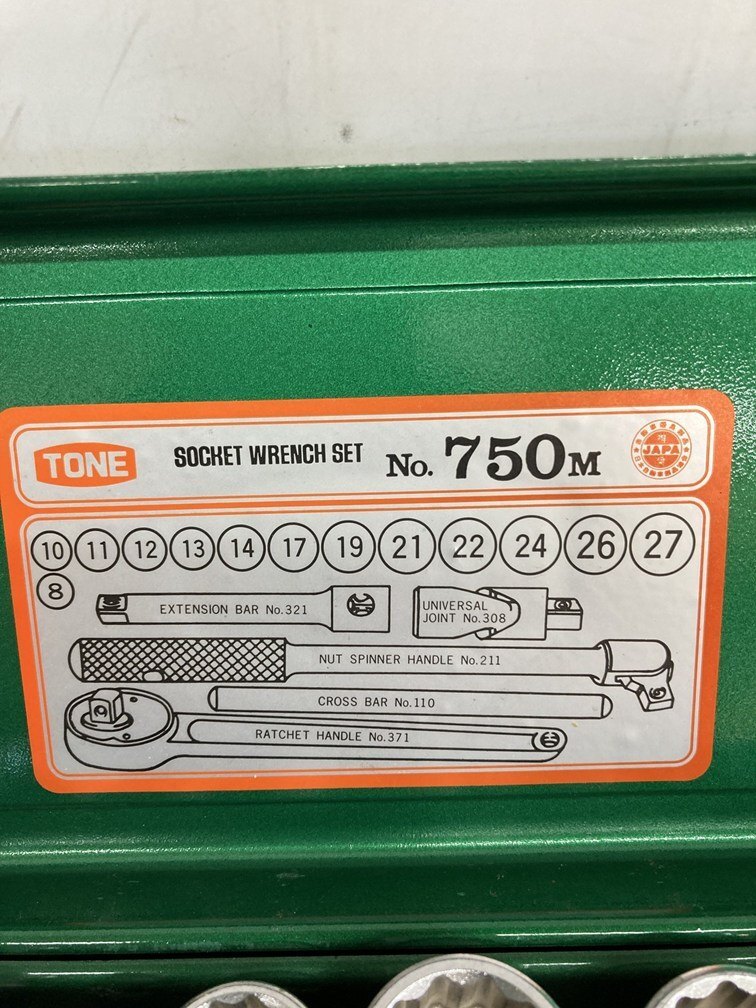 TONE
SOCKET WRENCH SET
No. 750M
JAPA
10 11 12 13 14 17 19 21 22 24 26 27
8
EXTENSION BAR No.321
UNIVERSAL
JOINT No.308
NUT SPINNER HANDLE No.211
CROSS BAR No.110
RATCHET HANDLE No.371